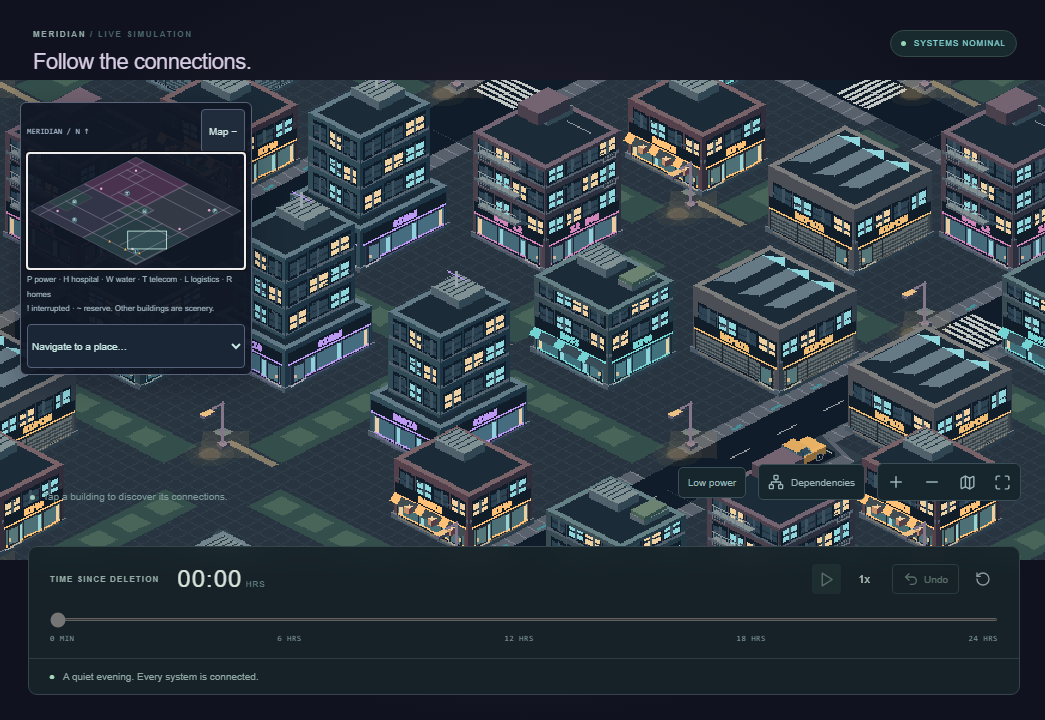 MERIDIAN / LIVE SIMULATION
Follow the connections.
SYSTEMS NOMINAL
MERIDIAN / N ↑
Map −
P power · H hospital · W water · T telecom · L logistics · R
homes
! interrupted · ~ reserve. Other buildings are scenery.
Navigate to a place...
Tap a building to discover its connections.
Low power
Dependencies
TIME SINCE DELETION
00:00 HRS
1x
Undo
0 MIN
6 HRS
12 HRS
18 HRS
24 HRS
A quiet evening. Every system is connected.